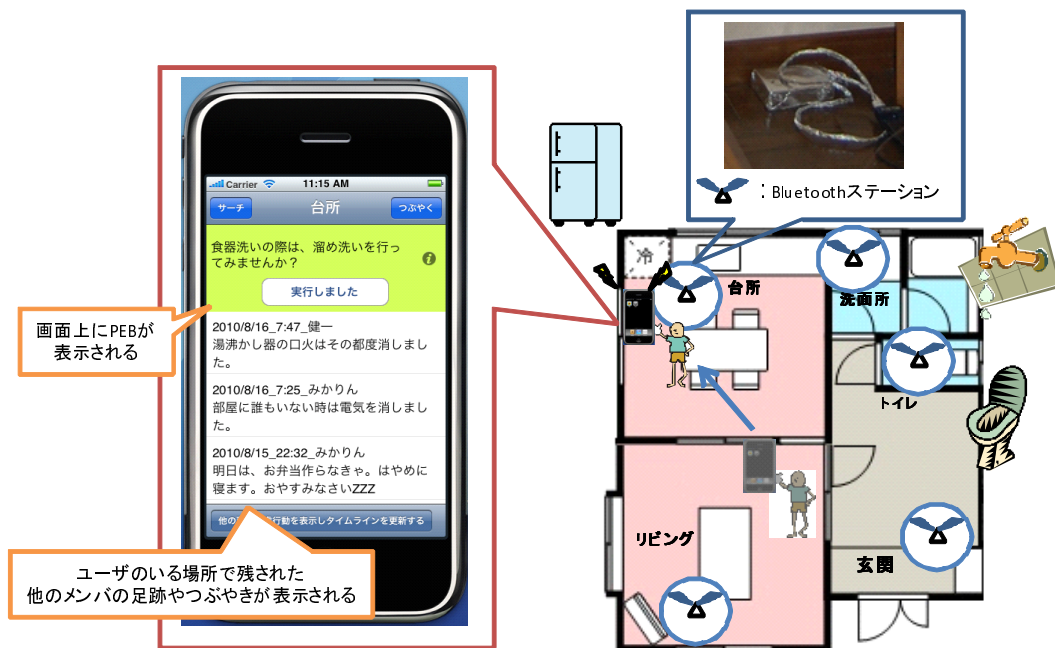 Carrier
11:15 AM
サーチ
台所
つぶやく
食器洗いの際は、溜め洗いを行っ
てみませんか？
実行しました
2010/8/16_7:47_健一
湯沸かし器の口火はその都度消しまし
た。
2010/8/16_7:25_みかりん
部屋に誰もいない時は電気を消しまし
た。
2010/8/15_22:32_みかりん
明日は、お弁当作らなきゃ。はやめに
寝ます。おやすみなさいZZZ
他の
行動を表示しタイムラインを更新する
画面上にPEBが
表示される
ユーザのいる場所で残された
他のメンバの足跡やつぶやきが表示される
：Bluetoothステーション
冷
台所
洗面所
トイレ
リビング
玄関